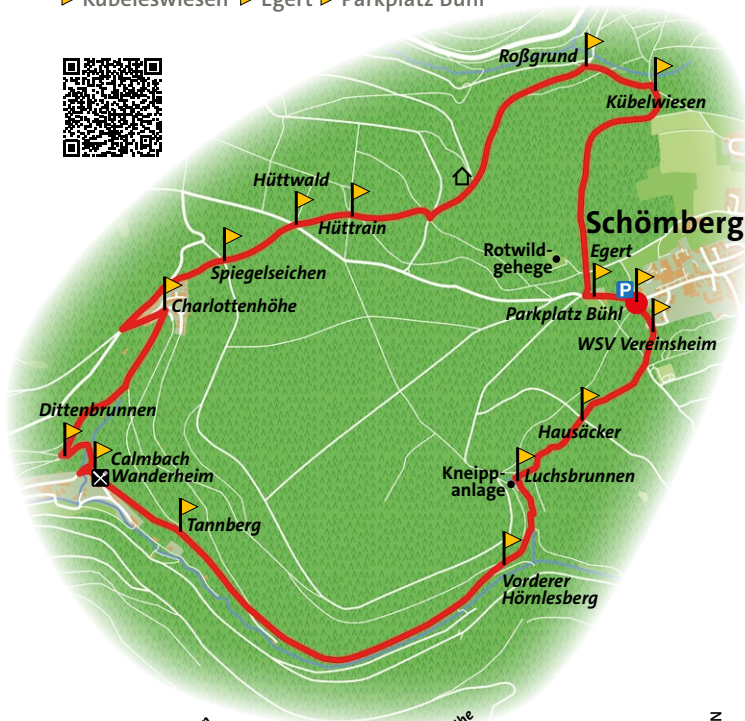 Kübeleswiesen Egert Parkplatz Bühl
Roßgrund
Kübelwiesen
Hüttwald
Hüttrain
Schömberg
Rotwild-
gehege
Egert
Spiegelseichen
P
Charlottenhöhe
Parkplatz Bühl
WSV Vereinsheim
Dittenbrunnen
Hausäcker
Calmbach
Wanderheim
Kneipp-
anlage
Luchsbrunnen
Tannberg
Vorderer
Hörnlesberg
N